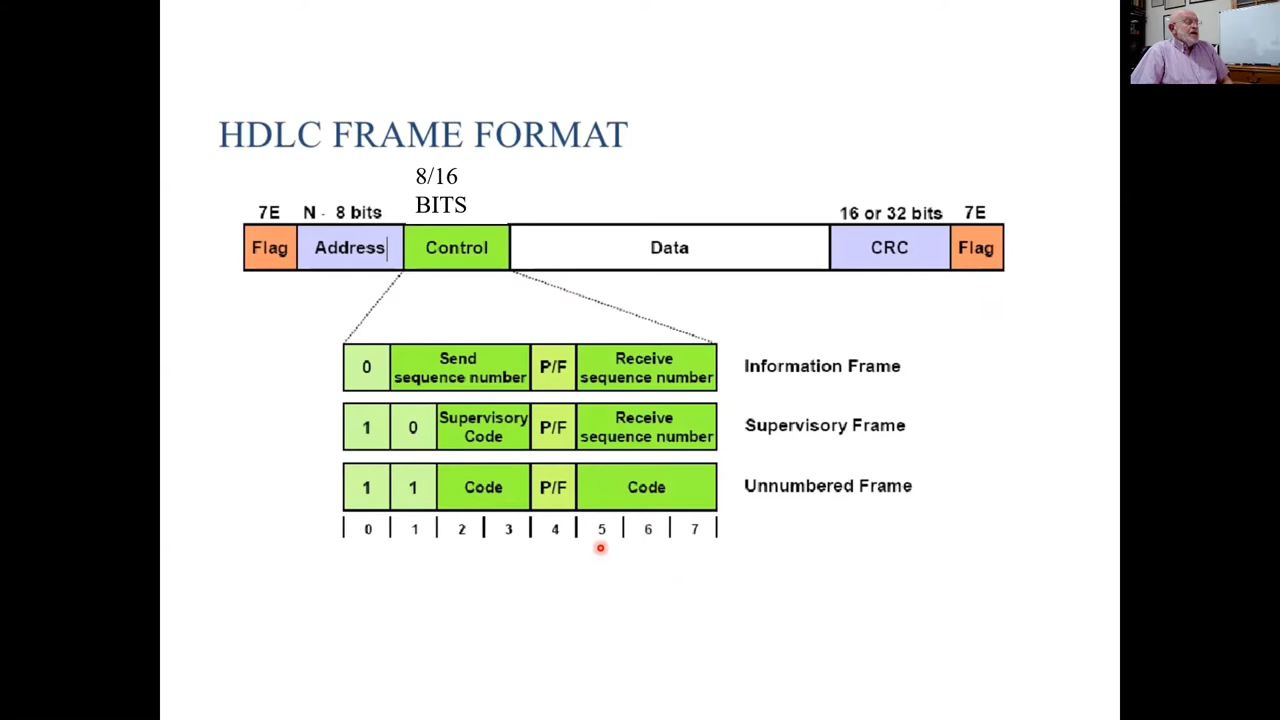 HDLC FRAME FORMAT
8/16
BITS
7E N - 8 bits 16 or 32 bits 7E
Flag Address Control Data CRC Flag
0 Send sequence number P/F Receive sequence number Information Frame
1 0 Supervisory Code P/F Receive sequence number Supervisory Frame
1 1 Code P/F Code Unnumbered Frame
0 1 2 3 4 5 6 7